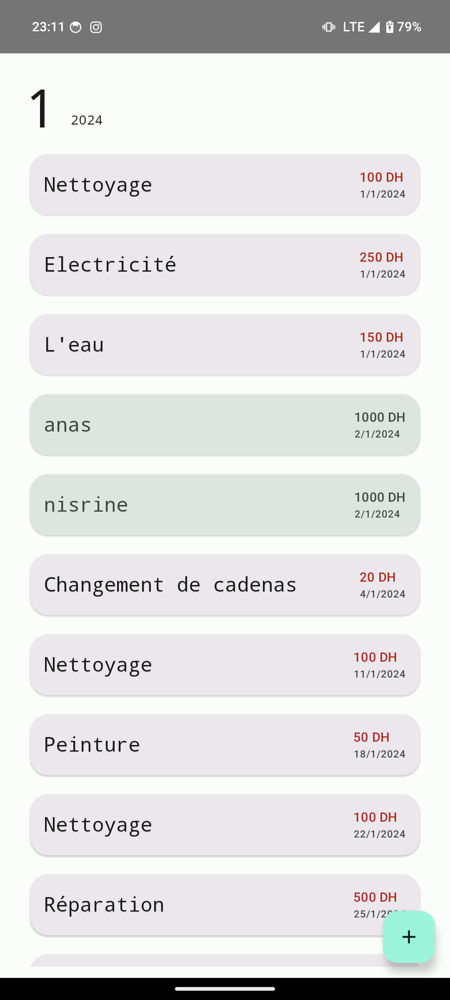 23:11 LTE 79%
1 2024
Nettoyage 100 DH
1/1/2024
Electricité 250 DH
1/1/2024
L'eau 150 DH
1/1/2024
anas 1000 DH
2/1/2024
nisrine 1000 DH
2/1/2024
Changement de cadenas 20 DH
4/1/2024
Nettoyage 100 DH
11/1/2024
Peinture 50 DH
18/1/2024
Nettoyage 100 DH
22/1/2024
Réparation 500 DH
+